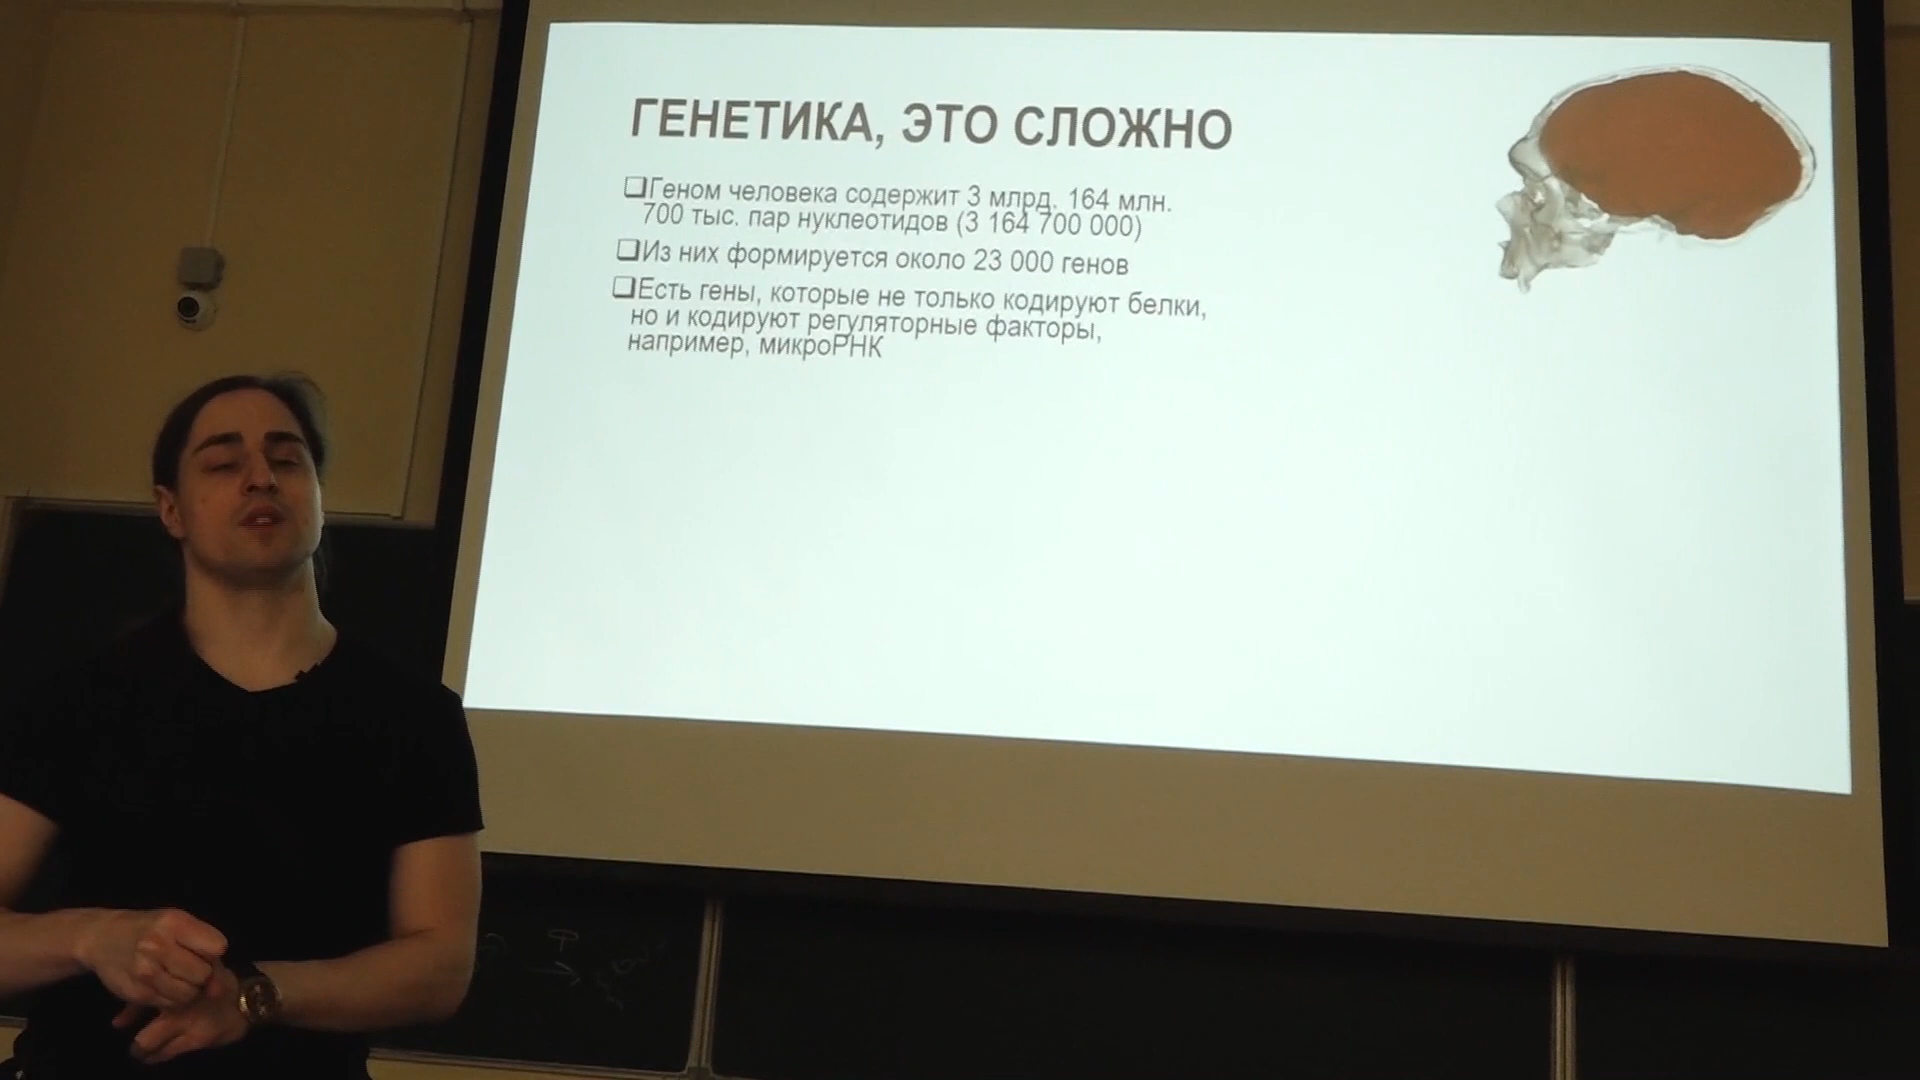 ГЕНЕТИКА, ЭТО СЛОЖНО
Геном человека содержит 3 млрд. 164 млн.
700 тыс. пар нуклеотидов (3 164 700 000)
Из них формируется около 23 000 генов
Есть гены, которые не только кодируют белки,
но и кодируют регуляторные факторы,
например, микроРНК